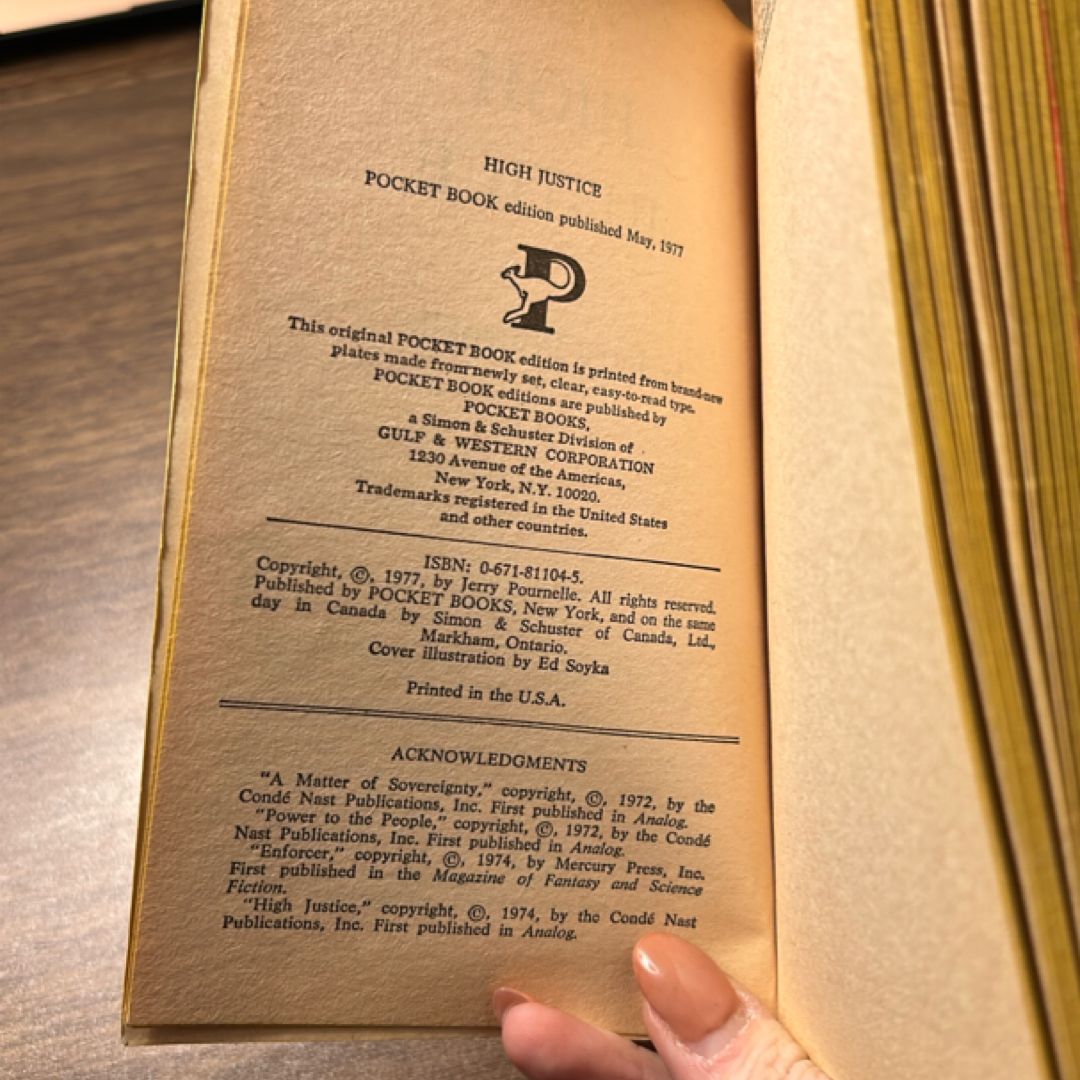 HIGH JUSTICE
POCKET BOOK edition published May, 1977
P
This original POCKET BOOK edition is printed from brand-new
plates made from newly set, clear, easy-to-read type.
POCKET BOOK editions are published by
POCKET BOOKS,
a Simon & Schuster Division of
GULF & WESTERN CORPORATION
1230 Avenue of the Americas,
New York, N.Y. 10020.
Trademarks registered in the United States
and other countries.
ISBN: 0-671-81104-5.
Copyright, ©, 1977, by Jerry Pournelle. All rights reserved.
Published by POCKET BOOKS, New York, and on the same
day in Canada by Simon & Schuster of Canada, Ltd.,
Markham, Ontario.
Cover illustration by Ed Soyka
Printed in the U.S.A.
ACKNOWLEDGMENTS
"A Matter of Sovereignty," copyright, ©, 1972, by the
Condé Nast Publications, Inc. First published in Analog.
"Power to the People," copyright, ©, 1972, by the Condé
Nast Publications, Inc. First published in Analog.
"Enforcer," copyright, ©, 1974, by Mercury Press, Inc.
First published in the Magazine of Fantasy and Science
Fiction.
"High Justice," copyright, ©, 1974, by the Condé Nast
Publications, Inc. First published in Analog.